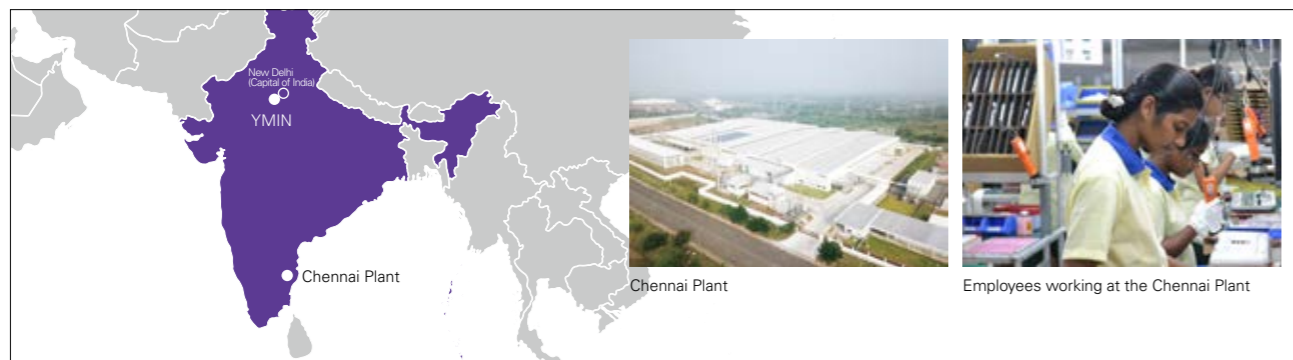 New Delhi
(Capital of India)
YMIN
Chennai Plant
Chennai Plant
Employees working at the Chennai Plant